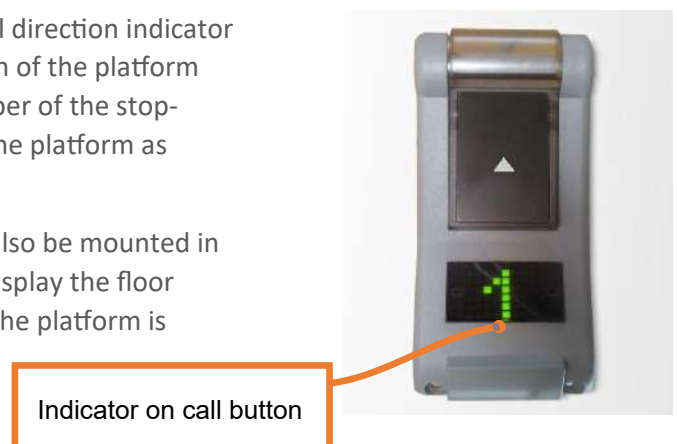 l direction indicator
n of the platform
ber of the stop-
he platform as
lso be mounted in
isplay the floor
he platform is
1
Indicator on call button